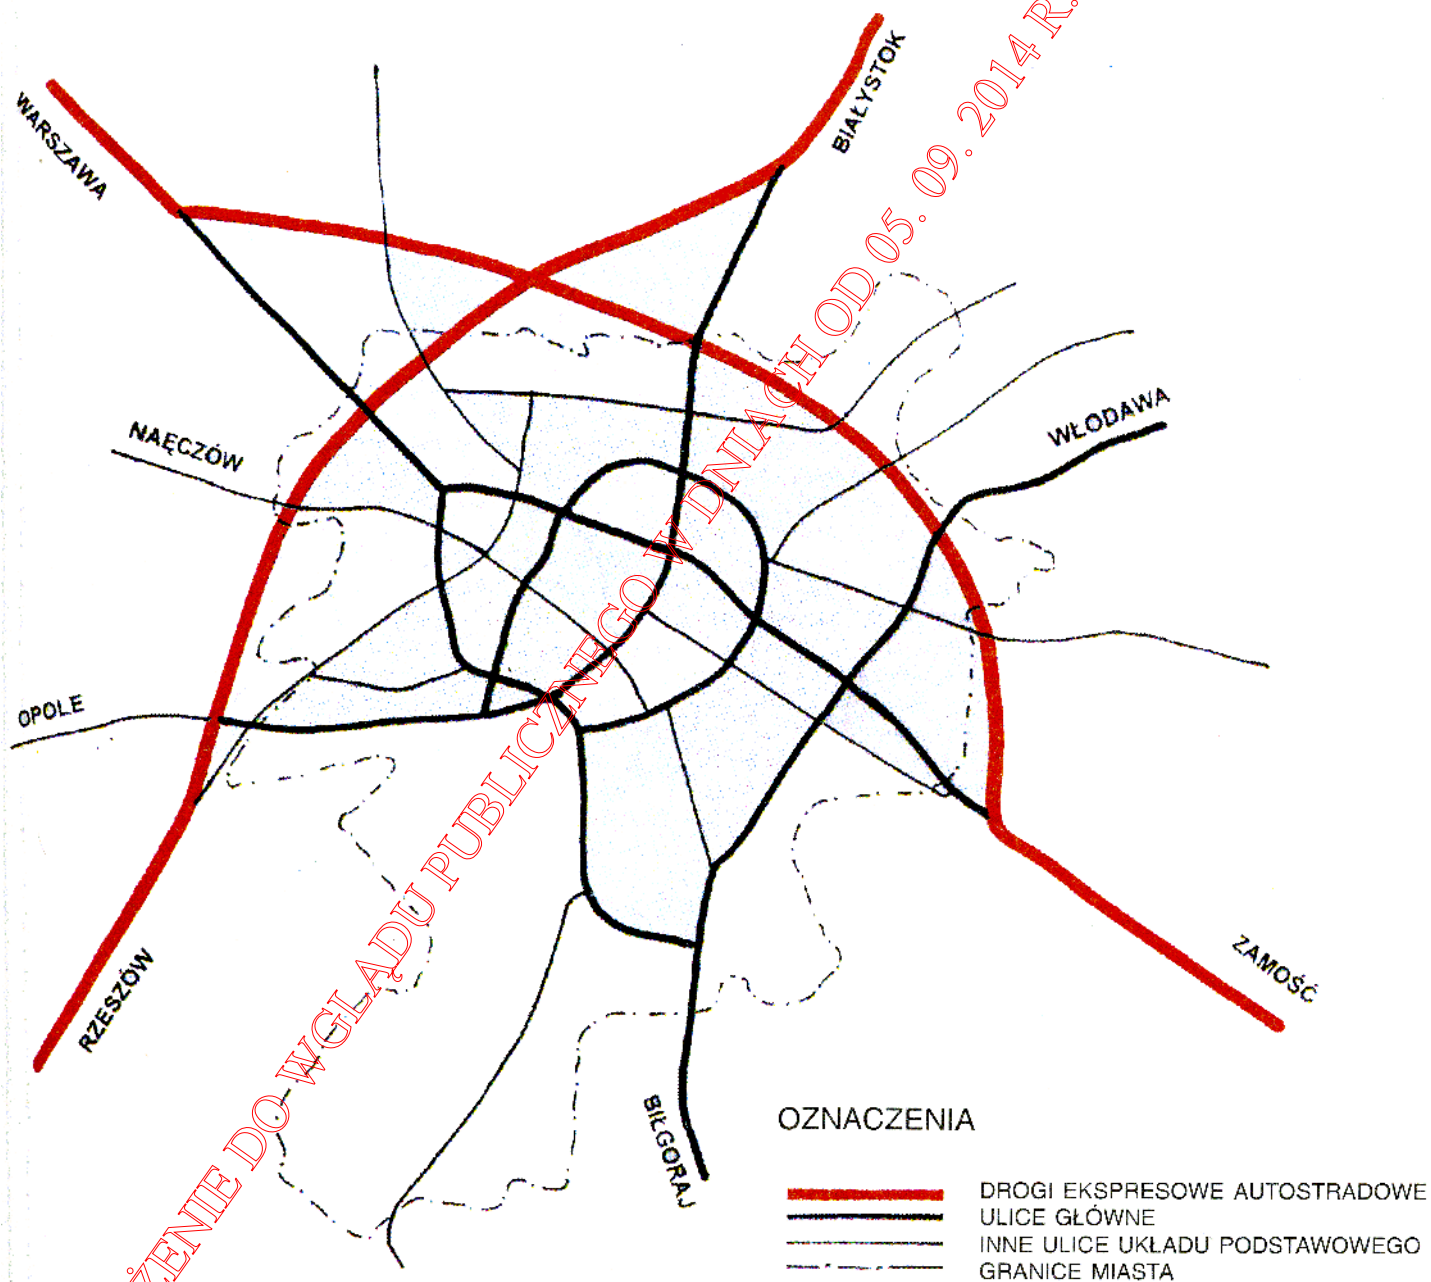 WARSZAWA
BIAŁYSTOK
NAĘCZÓW
WŁODAWA
OPOLE
RZESZÓW
ZAMOŚĆ
BIŁGORAJ
OZNACZENIA
DROGI EKSPRESOWE AUTOSTRADOWE
ULICE GŁÓWNE
INNE ULICE UKŁADU PODSTAWOWEGO
GRANICE MIASTA
DO WGLĄDU PUBLICZNEGO W DNIACH OD 05. 09. 2014 R.